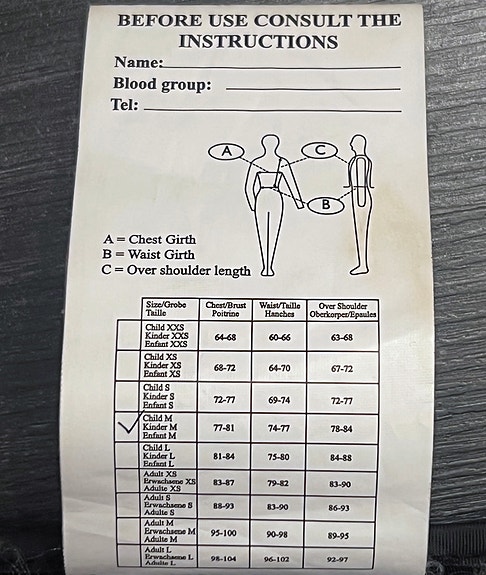 BEFORE USE CONSULT THE
INSTRUCTIONS
Name:
Blood group:
Tel:
A
C
B
A = Chest Girth
B = Waist Girth
C = Over shoulder length
Size/Grobe Chest/Brust Waist/Taille Over Shoulder
Taille Poitrine Hanches Oberkorper/Epaules
Child XXS
Kinder XXS 64-68 60-66 63-68
Enfant XXS
Child XS
Kinder XS 68-72 64-70 67-72
Enfant XS
Child S
Kinder S 72-77 69-74 72-77
Enfant S
Child M
Kinder M 77-81 74-77 78-84
Enfant M
Child L
Kinder L 81-84 75-80 84-88
Enfant L
Adult XS
Erwachsene XS 83-87 79-82 83-90
Adulte XS
Adult S
Erwachsene S 88-93 83-90 86-93
Adulte S
Adult M
Erwachsene M 95-100 90-98 89-95
Adulte M
Adult L
Erwachsene L 98-104 96-102 92-97
Adulte L